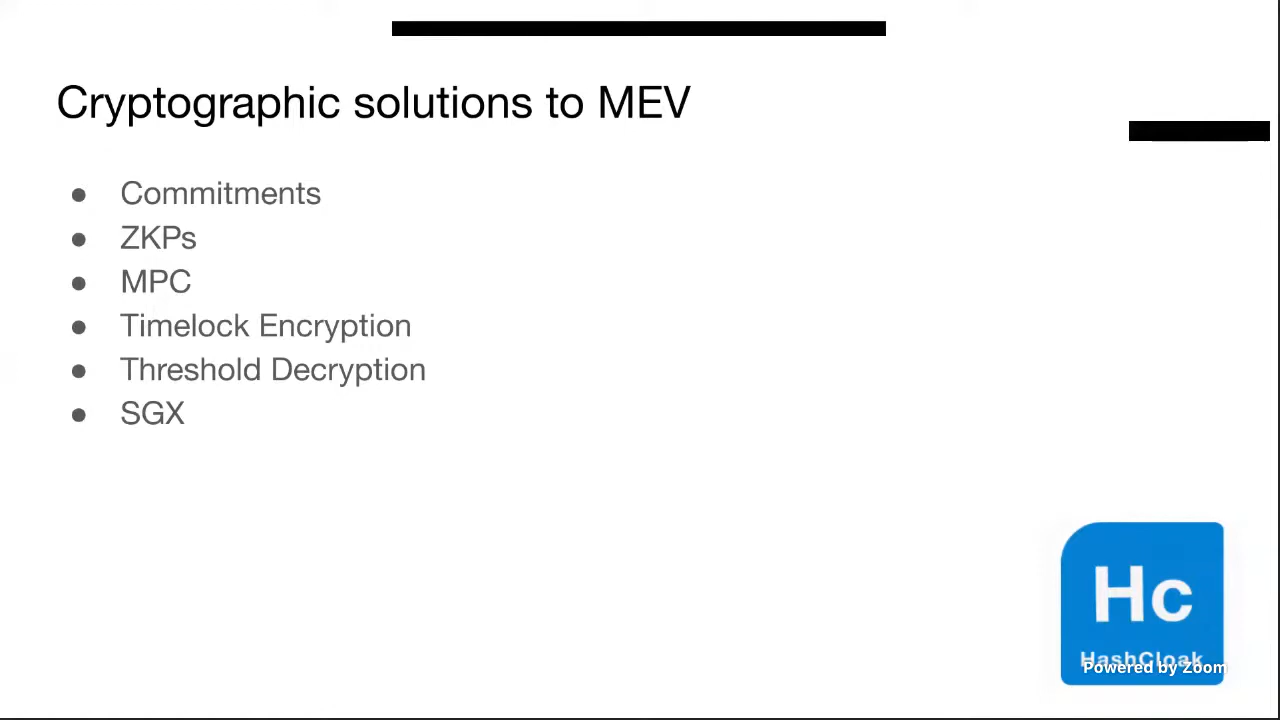 Cryptographic solutions to MEV
● Commitments
● ZKPs
● MPC
● Timelock Encryption
● Threshold Decryption
● SGX
Hc
HashCloak
Powered by Zoom